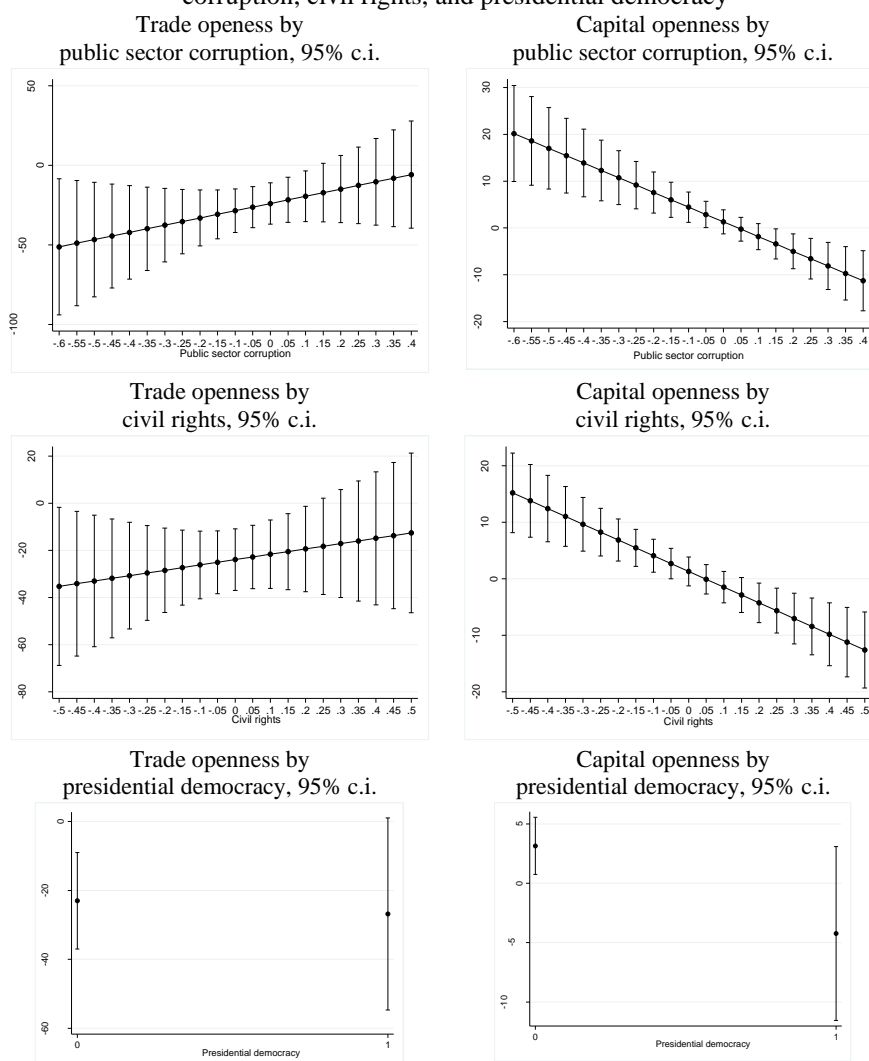 corruption, civil rights, and presidential democracy
Trade openess by
public sector corruption, 95% c.i.
50
0
-50
-100
-.6 -.55 -.5 -.45 -.4 -.35 -.3 -.25 -.2 -.15 -.1 -.05 0 .05 .1 .15 .2 .25 .3 .35 .4
Public sector corruption
Capital openness by
public sector corruption, 95% c.i.
30
20
10
0
-10
-20
-.6 -.55 -.5 -.45 -.4 -.35 -.3 -.25 -.2 -.15 -.1 -.05 0 .05 .1 .15 .2 .25 .3 .35 .4
Public sector corruption
Trade openness by
civil rights, 95% c.i.
20
0
-20
-40
-60
-80
-.5 -.45 -.4 -.35 -.3 -.25 -.2 -.15 -.1 -.05 0 .05 .1 .15 .2 .25 .3 .35 .4 .45 .5
Civil rights
Capital openness by
civil rights, 95% c.i.
20
10
0
-10
-20
-.5 -.45 -.4 -.35 -.3 -.25 -.2 -.15 -.1 -.05 0 .05 .1 .15 .2 .25 .3 .35 .4 .45 .5
Civil rights
Trade openness by
presidential democracy, 95% c.i.
0
-20
-40
-60
0 1
Presidential democracy
Capital openness by
presidential democracy, 95% c.i.
5
0
-5
-10
0 1
Presidential democracy